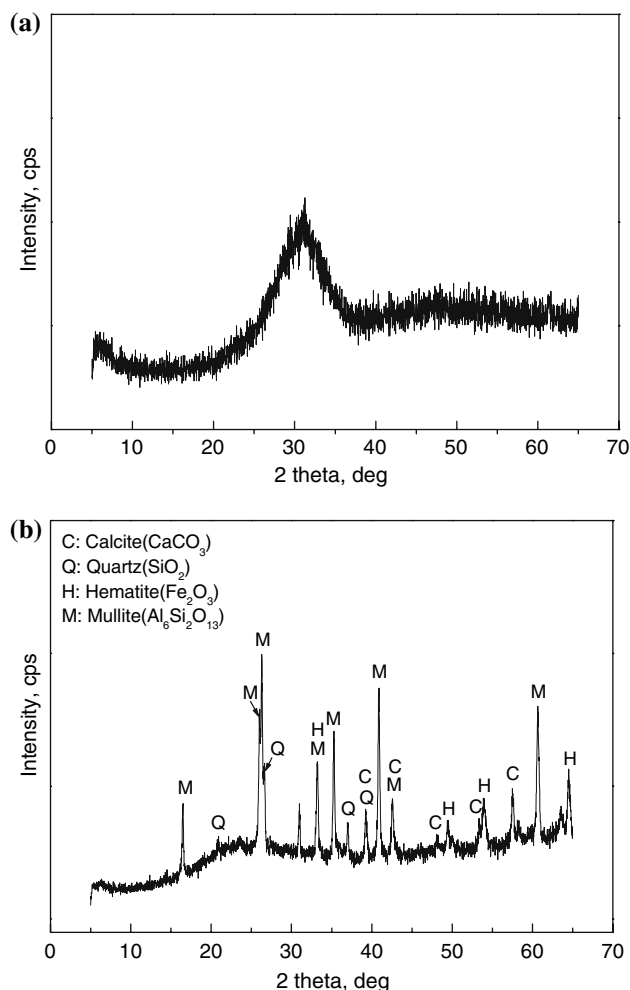 (a)
Intensity, cps
0 10 20 30 40 50 60 70
2 theta, deg
(b)
C: Calcite(CaCO₃)
Q: Quartz(SiO₂)
H: Hematite(Fe₂O₃)
M: Mullite(Al₆Si₂O₁₃)
Intensity, cps
M
M
Q
M
Q
H
M
M
Q
C
Q
M
C
M
C
H
C
H
C
M
H
0 10 20 30 40 50 60 70
2 theta, deg